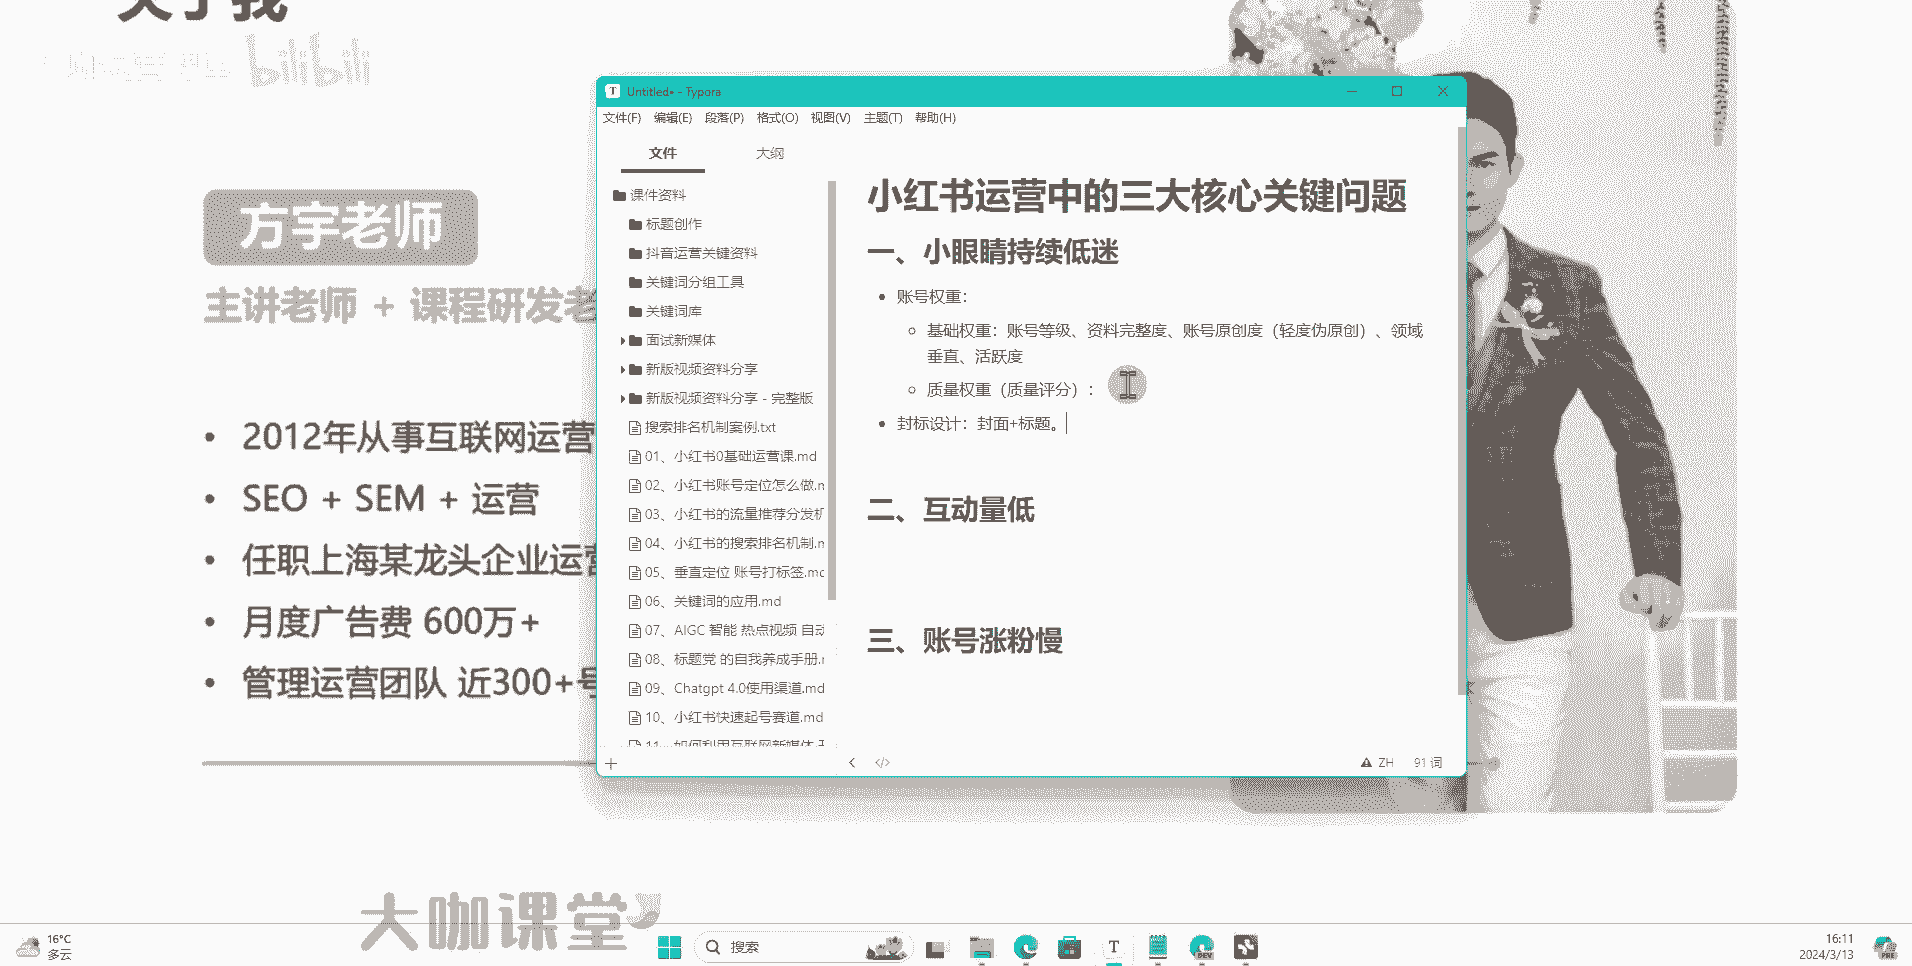 关于我
bilibili
方宇老师
主讲老师 + 课程研发老
• 2012年从事互联网运营
• SEO + SEM + 运营
• 任职上海某龙头企业运营
• 月度广告费 600万+
• 管理运营团队 近300+号
Untitled• - Typora
文件(F) 编辑(E) 段落(P) 格式(O) 视图(V) 主题(T) 帮助(H)
文件 大纲
课件资料
标题创作
抖音运营关键资料
关键词分组工具
关键词库
面试新媒体
新版视频资料分享
新版视频资料分享 - 完整版
搜索排名机制案例.txt
01、小红书0基础运营课.md
02、小红书账号定位怎么做.m
03、小红书的流量推荐分发机
04、小红书的搜索排名机制.m
05、垂直定位 账号打标签.md
06、关键词的应用.md
07、AIGC 智能 热点视频 自动
08、标题党 的自我养成手册.m
09、Chatgpt 4.0使用渠道.md
10、小红书快速起号赛道.md
11、如何利用互联网新媒体
小红书运营中的三大核心关键问题
一、小眼睛持续低迷
• 账号权重：
基础权重：账号等级、资料完整度、账号原创度（轻度伪原创）、领域
垂直、活跃度
质量权重（质量评分）：
• 封标设计：封面+标题。
二、互动量低
三、账号涨粉慢
ZH 91 词
大咖课堂
16°C
多云
搜索
T
DEV
16:11
2024/3/13
PRE